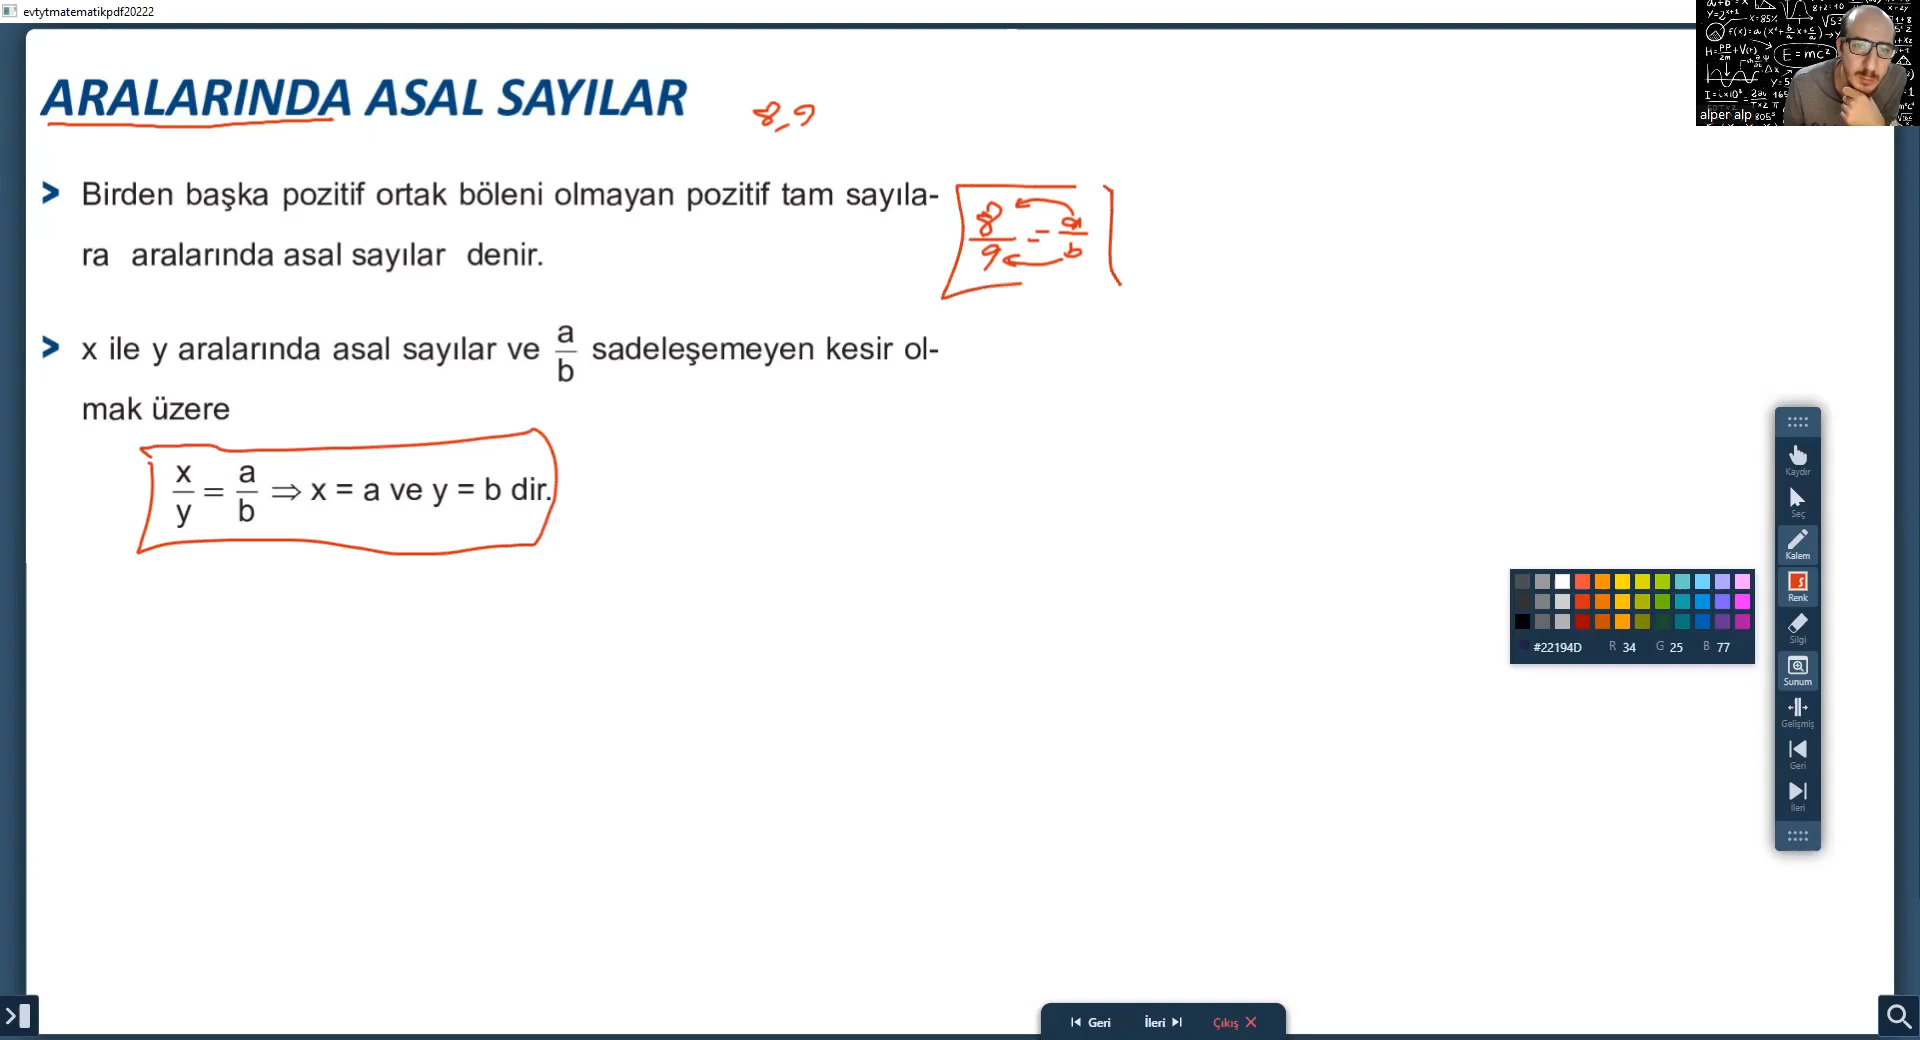 evtytmatematikpdf20222
ARALARINDA ASAL SAYILAR
8, 9
> Birden başka pozitif ortak böleni olmayan pozitif tam sayıla-
ra aralarında asal sayılar denir.
8/9 = a/b
> x ile y aralarında asal sayılar ve a/b sadeleşemeyen kesir ol-
mak üzere
x/y = a/b ⇒ x = a ve y = b dir.
E = mc²
alper alp
Kaydır
Seç
Kalem
Renk
Silgi
Sunum
Gelişmiş
Geri
İleri
#22194D R 34 G 25 B 77
Geri İleri Çıkış